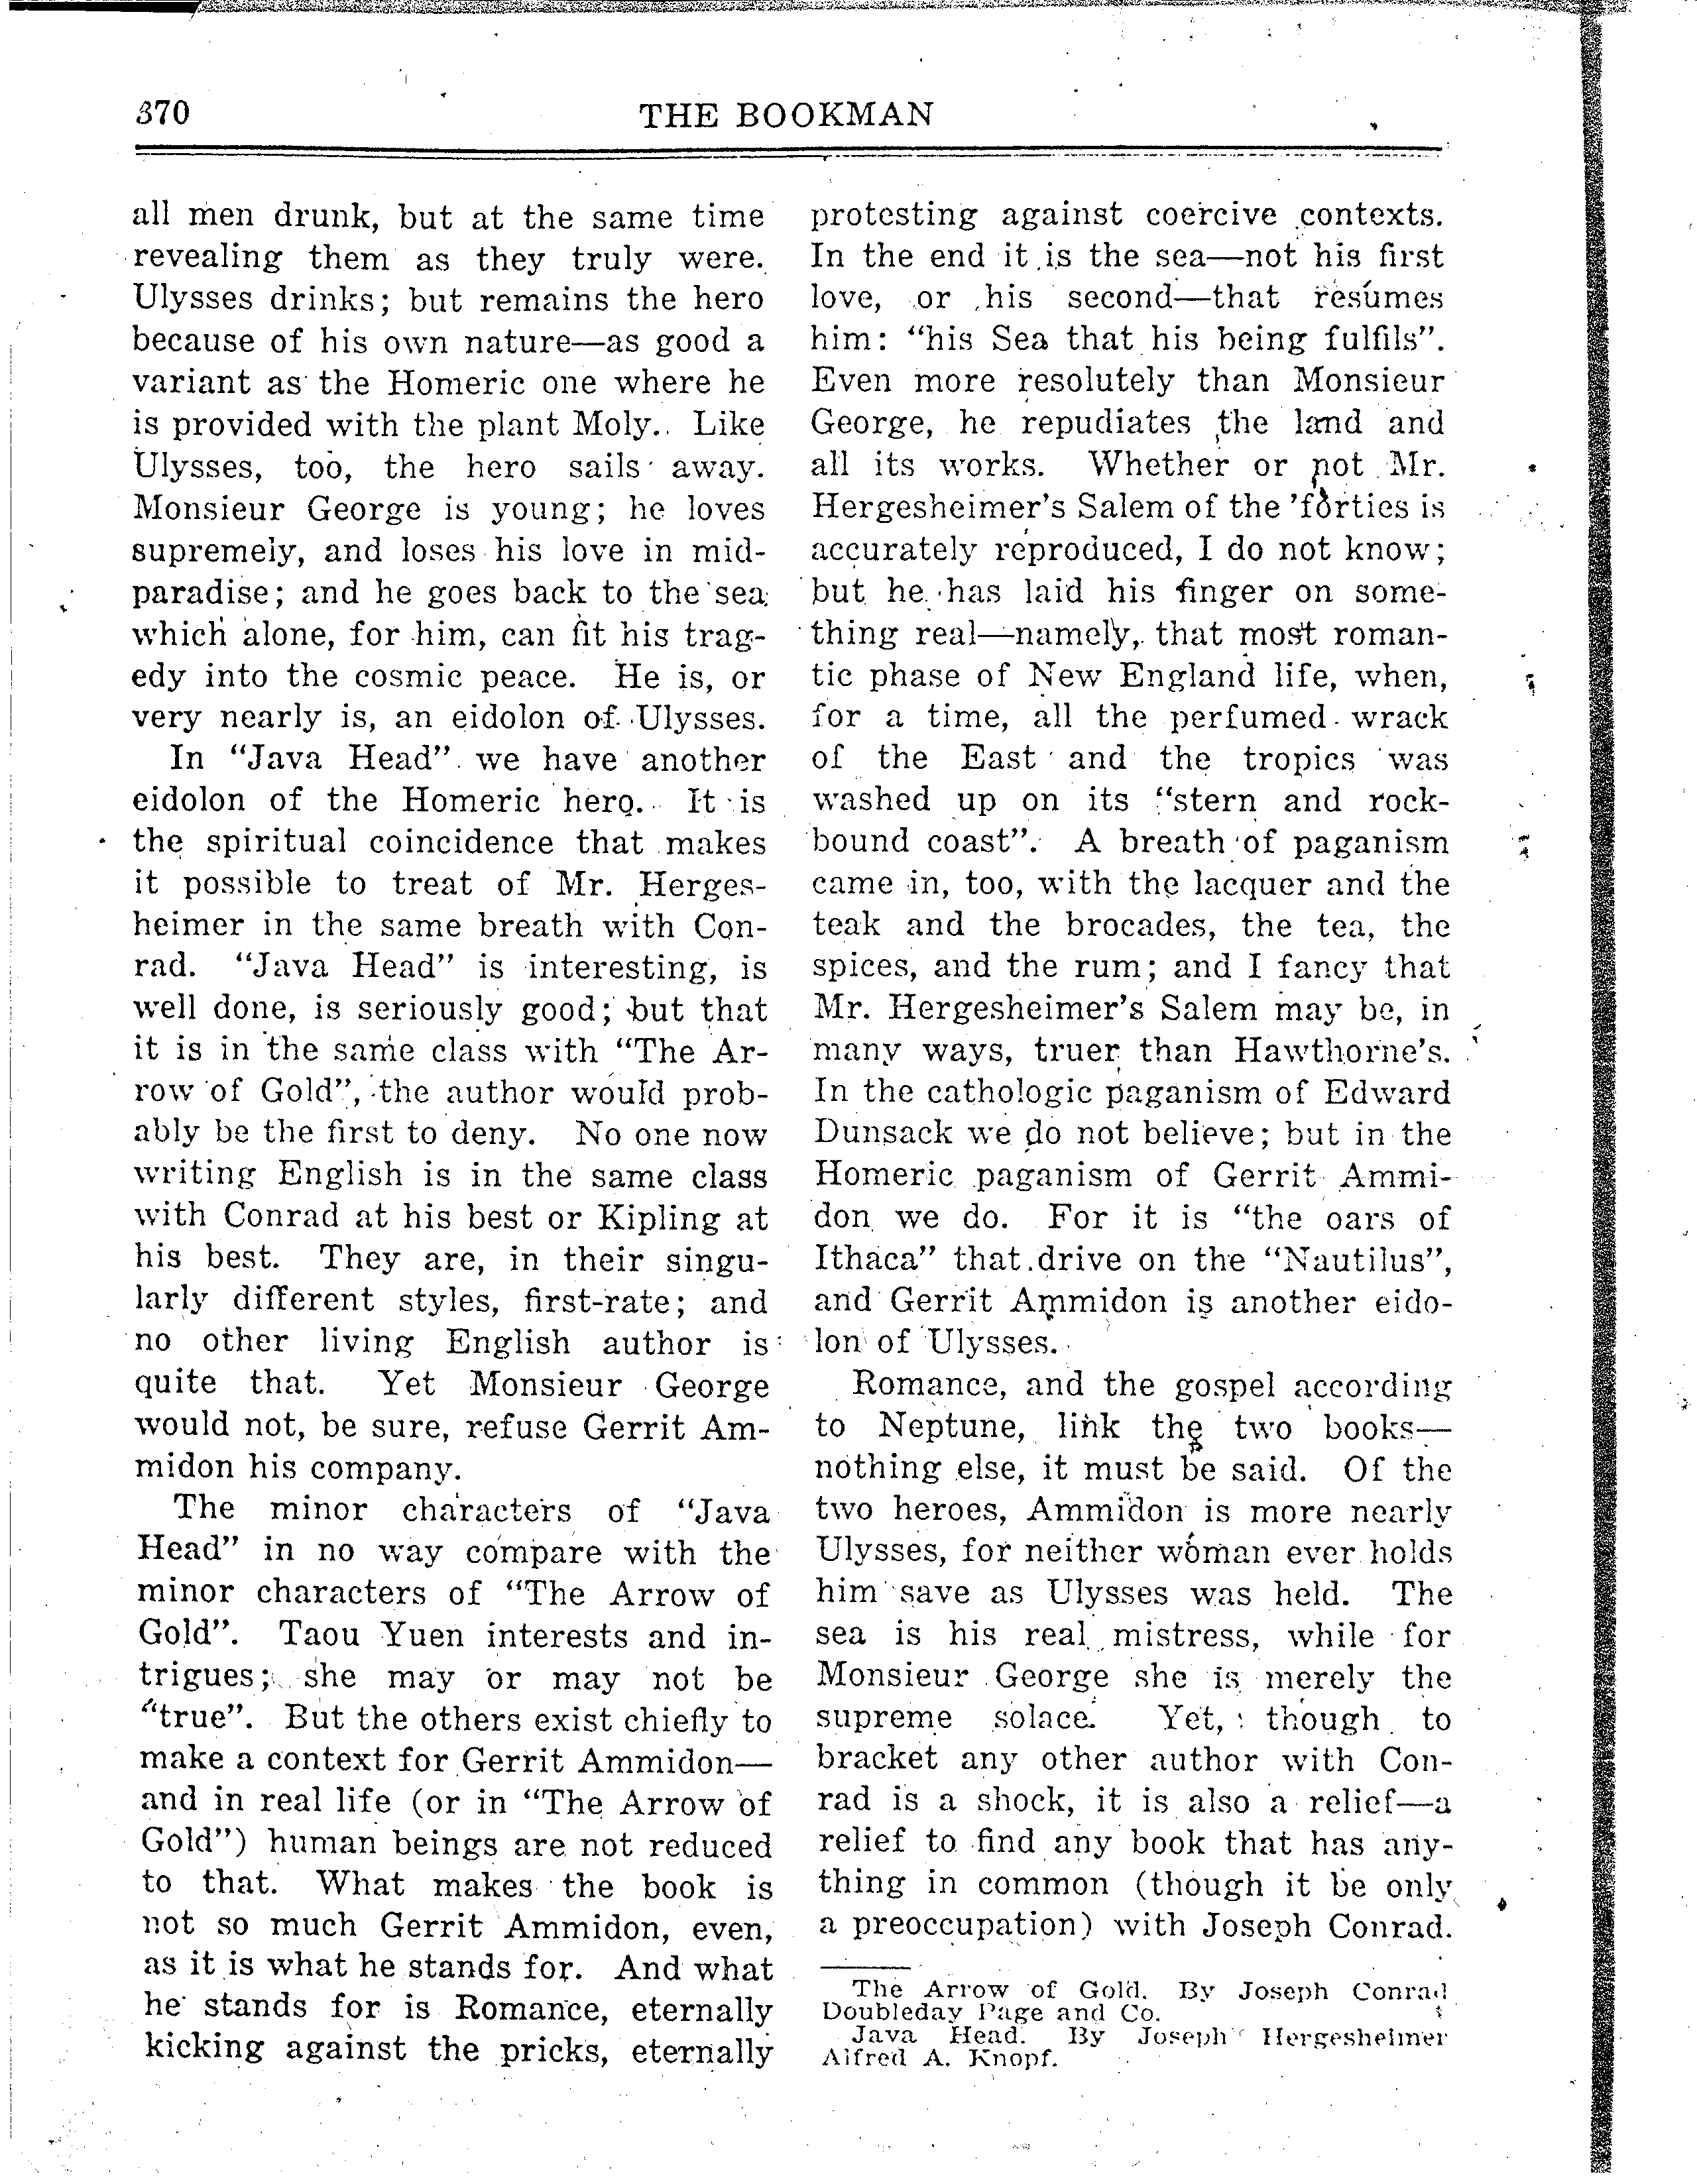 370
THE BOOKMAN
all men drunk, but at the same time
revealing them as they truly were.
Ulysses drinks; but remains the hero
because of his own nature—as good a
variant as the Homeric one where he
is provided with the plant Moly. Like
Ulysses, too, the hero sails away.
Monsieur George is young; he loves
supremely, and loses his love in mid-
paradise; and he goes back to the sea
which alone, for him, can fit his trag-
edy into the cosmic peace. He is, or
very nearly is, an eidolon of Ulysses.
In “Java Head” we have another
eidolon of the Homeric hero. It is
the spiritual coincidence that makes
it possible to treat of Mr. Herges-
heimer in the same breath with Con-
rad. “Java Head” is interesting, is
well done, is seriously good; but that
it is in the same class with “The Ar-
row of Gold”, the author would prob-
ably be the first to deny. No one now
writing English is in the same class
with Conrad at his best or Kipling at
his best. They are, in their singu-
larly different styles, first-rate; and
no other living English author is
quite that. Yet Monsieur George
would not, be sure, refuse Gerrit Am-
midon his company.
The minor characters of “Java
Head” in no way compare with the
minor characters of “The Arrow of
Gold”. Taou Yuen interests and in-
trigues; she may or may not be
“true”. But the others exist chiefly to
make a context for Gerrit Ammidon—
and in real life (or in “The Arrow of
Gold”) human beings are not reduced
to that. What makes the book is
not so much Gerrit Ammidon, even,
as it is what he stands for. And what
he stands for is Romance, eternally
kicking against the pricks, eternally
protesting against coercive contexts.
In the end it is the sea—not his first
love, or his second—that resumes
him: “his Sea that his being fulfils”.
Even more resolutely than Monsieur
George, he repudiates the land and
all its works. Whether or not Mr.
Hergesheimer's Salem of the 'forties is
accurately reproduced, I do not know;
but he has laid his finger on some-
thing real—namely, that most roman-
tic phase of New England life, when,
for a time, all the perfumed wrack
of the East and the tropics was
washed up on its “stern and rock-
bound coast”. A breath of paganism
came in, too, with the lacquer and the
teak and the brocades, the tea, the
spices, and the rum; and I fancy that
Mr. Hergesheimer's Salem may be, in
many ways, truer than Hawthorne's.
In the cathologic paganism of Edward
Dunsack we do not believe; but in the
Homeric paganism of Gerrit Ammi-
don we do. For it is “the oars of
Ithaca” that drive on the “Nautilus”,
and Gerrit Ammidon is another eido-
lon of Ulysses.
Romance, and the gospel according
to Neptune, link the two books—
nothing else, it must be said. Of the
two heroes, Ammidon is more nearly
Ulysses, for neither woman ever holds
him save as Ulysses was held. The
sea is his real mistress, while for
Monsieur George she is merely the
supreme solace. Yet, though to
bracket any other author with Con-
rad is a shock, it is also a relief—a
relief to find any book that has any-
thing in common (though it be only
a preoccupation) with Joseph Conrad.
The Arrow of Gold. By Joseph Conrad
Doubleday Page and Co.
Java Head. By Joseph Hergesheimer
Alfred A. Knopf.